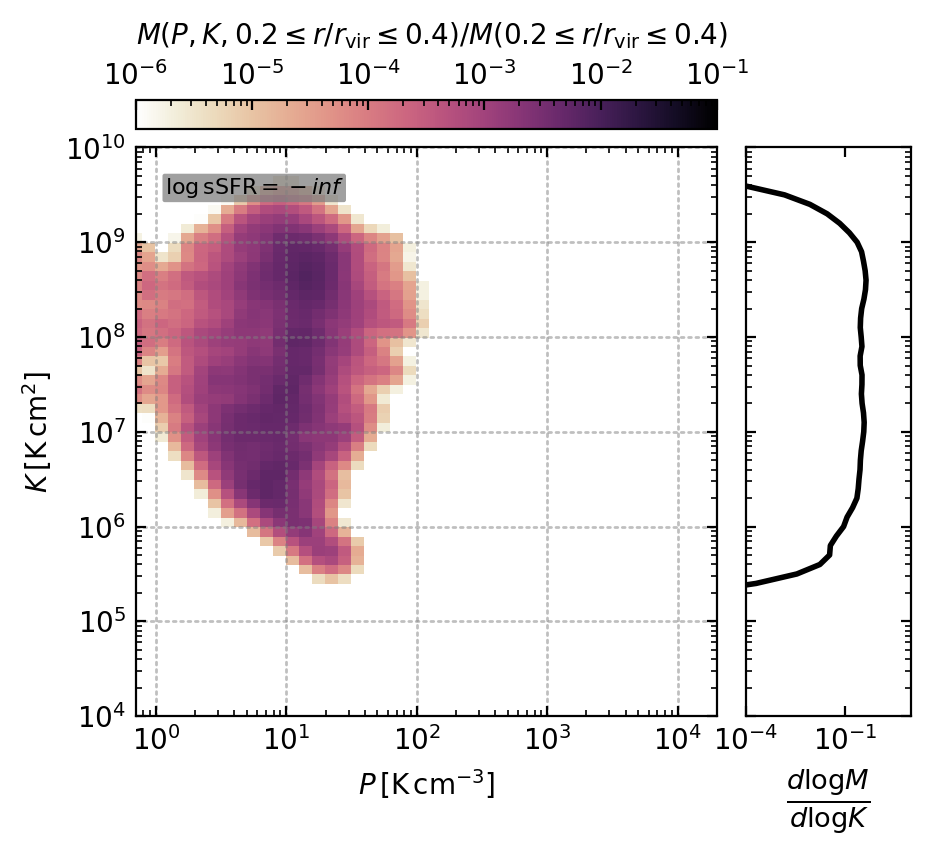 M(P, K, 0.2 ≤ r/r_vir ≤ 0.4)/M(0.2 ≤ r/r_vir ≤ 0.4)
10^−6 10^−5 10^−4 10^−3 10^−2 10^−1
log sSFR = −inf
10^10
10^9
10^8
10^7
10^6
10^5
10^4
K [K cm^2]
10^0 10^1 10^2 10^3 10^4
P [K cm^−3]
10^−4 10^−1
dlogM
dlogK